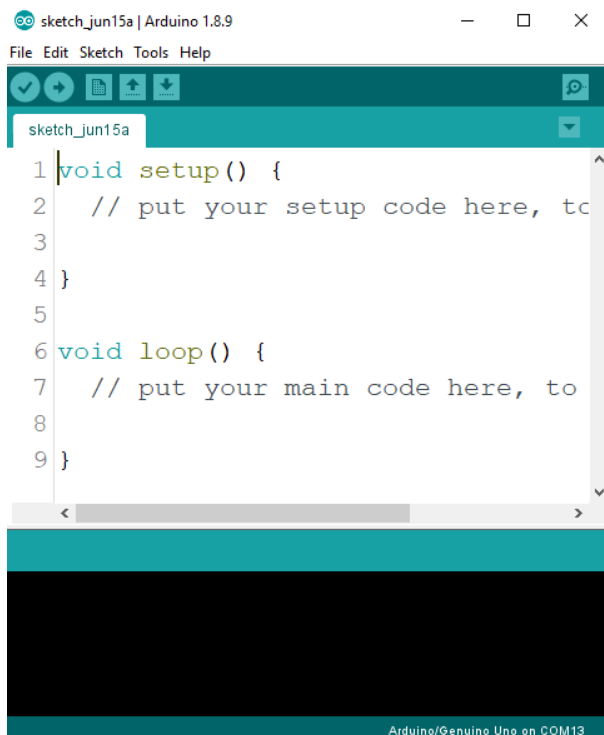 sketch_jun15a | Arduino 1.8.9
File Edit Sketch Tools Help
sketch_jun15a
1 void setup() {
2 // put your setup code here, to
3
4 }
5
6 void loop() {
7 // put your main code here, to
8
9 }
Arduino/Genuino Uno on COM13